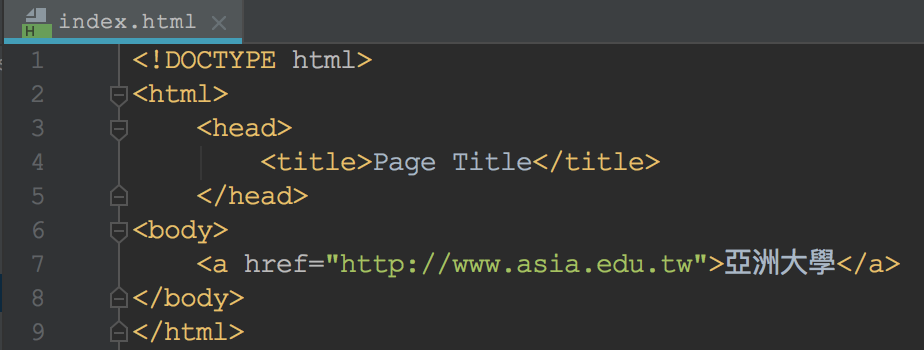 index.html
1 <!DOCTYPE html>
2 <html>
3     <head>
4         <title>Page Title</title>
5     </head>
6 <body>
7     <a href="http://www.asia.edu.tw">亞洲大學</a>
8 </body>
9 </html>